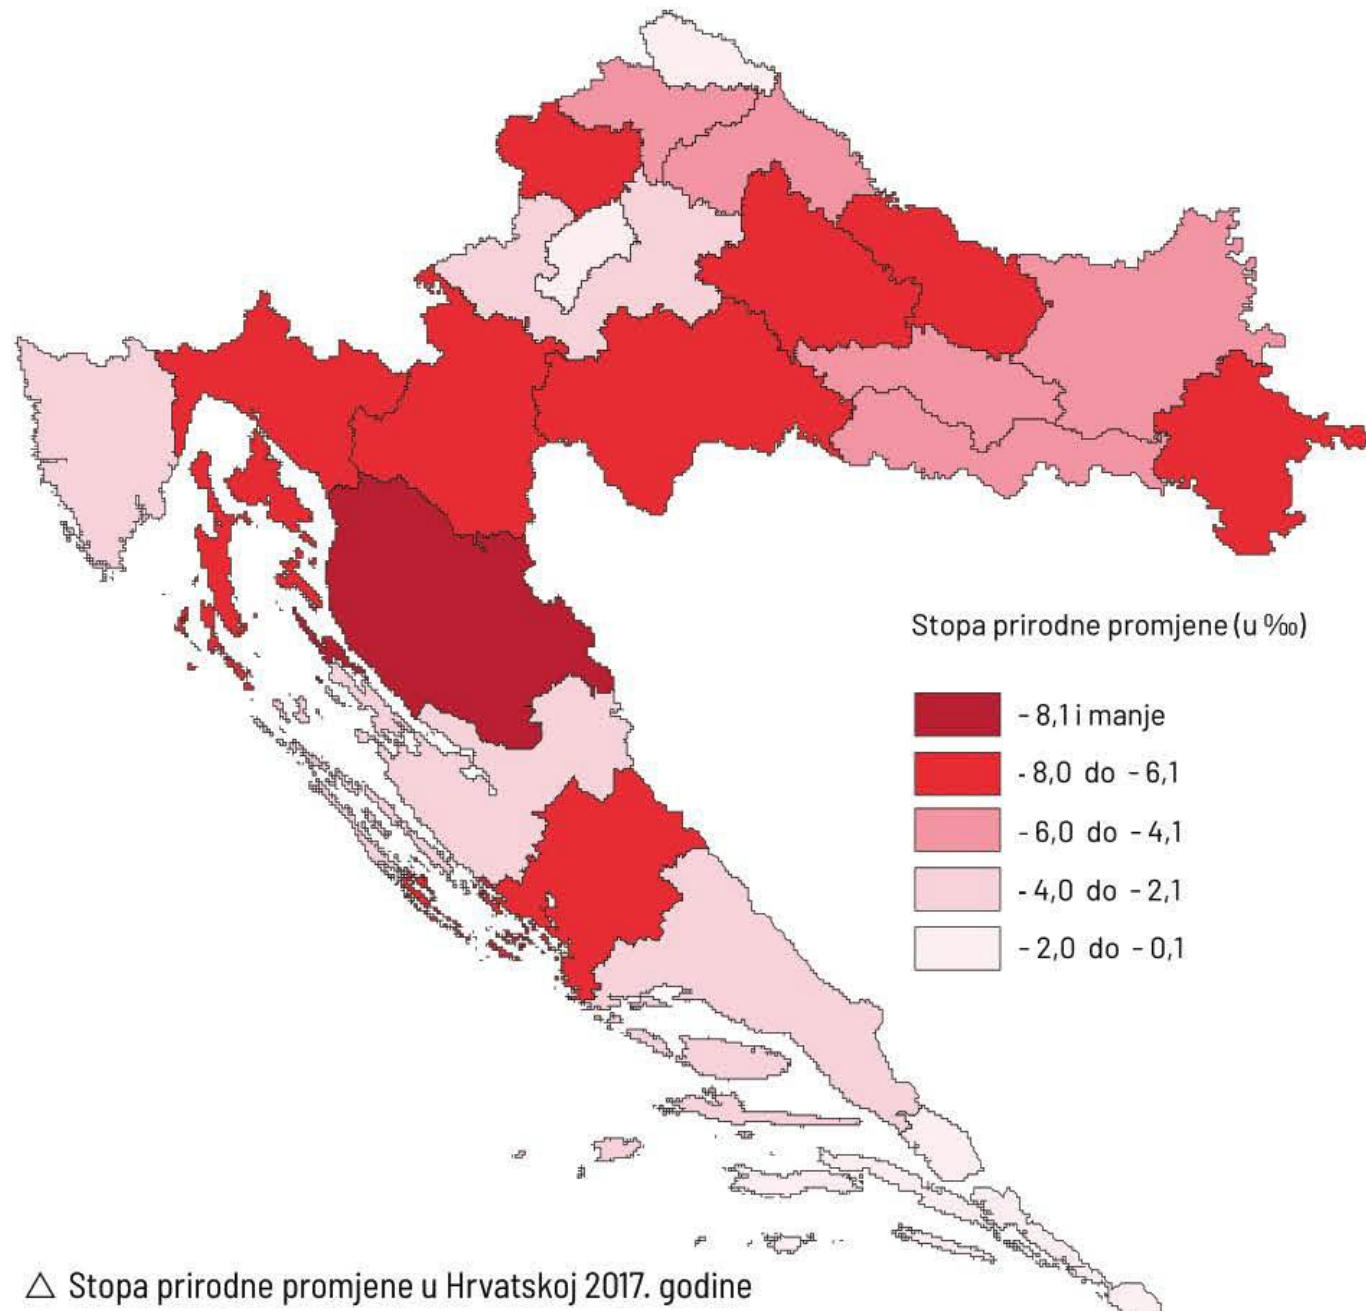 Stopa prirodne promjene (u ‰)
- 8,1 i manje
- 8,0 do - 6,1
- 6,0 do - 4,1
- 4,0 do - 2,1
- 2,0 do - 0,1
△ Stopa prirodne promjene u Hrvatskoj 2017. godine